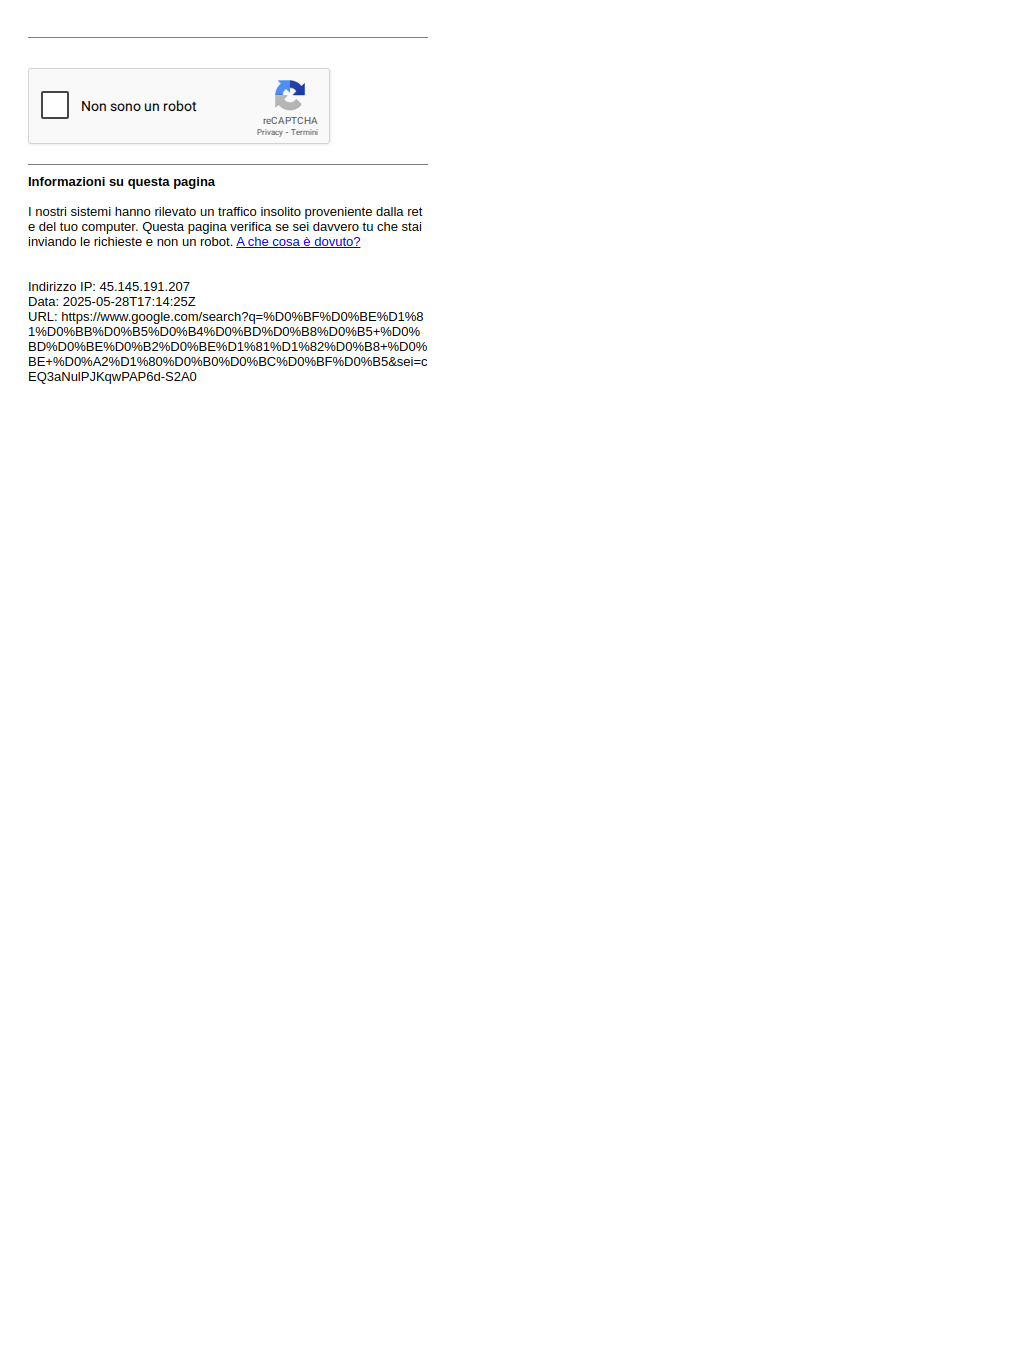 Non sono un robot
reCAPTCHA
Privacy - Termini
Informazioni su questa pagina
I nostri sistemi hanno rilevato un traffico insolito proveniente dalla ret
e del tuo computer. Questa pagina verifica se sei davvero tu che stai
inviando le richieste e non un robot. A che cosa è dovuto?
Indirizzo IP: 45.145.191.207
Data: 2025-05-28T17:14:25Z
URL: https://www.google.com/search?q=%D0%BF%D0%BE%D1%8
1%D0%BB%D0%B5%D0%B4%D0%BD%D0%B8%D0%B5+%D0%
BD%D0%BE%D0%B2%D0%BE%D1%81%D1%82%D0%B8+%D0%
BE+%D0%A2%D1%80%D0%B0%D0%BC%D0%BF%D0%B5&sei=c
EQ3aNulPJKqwPAP6d-S2A0